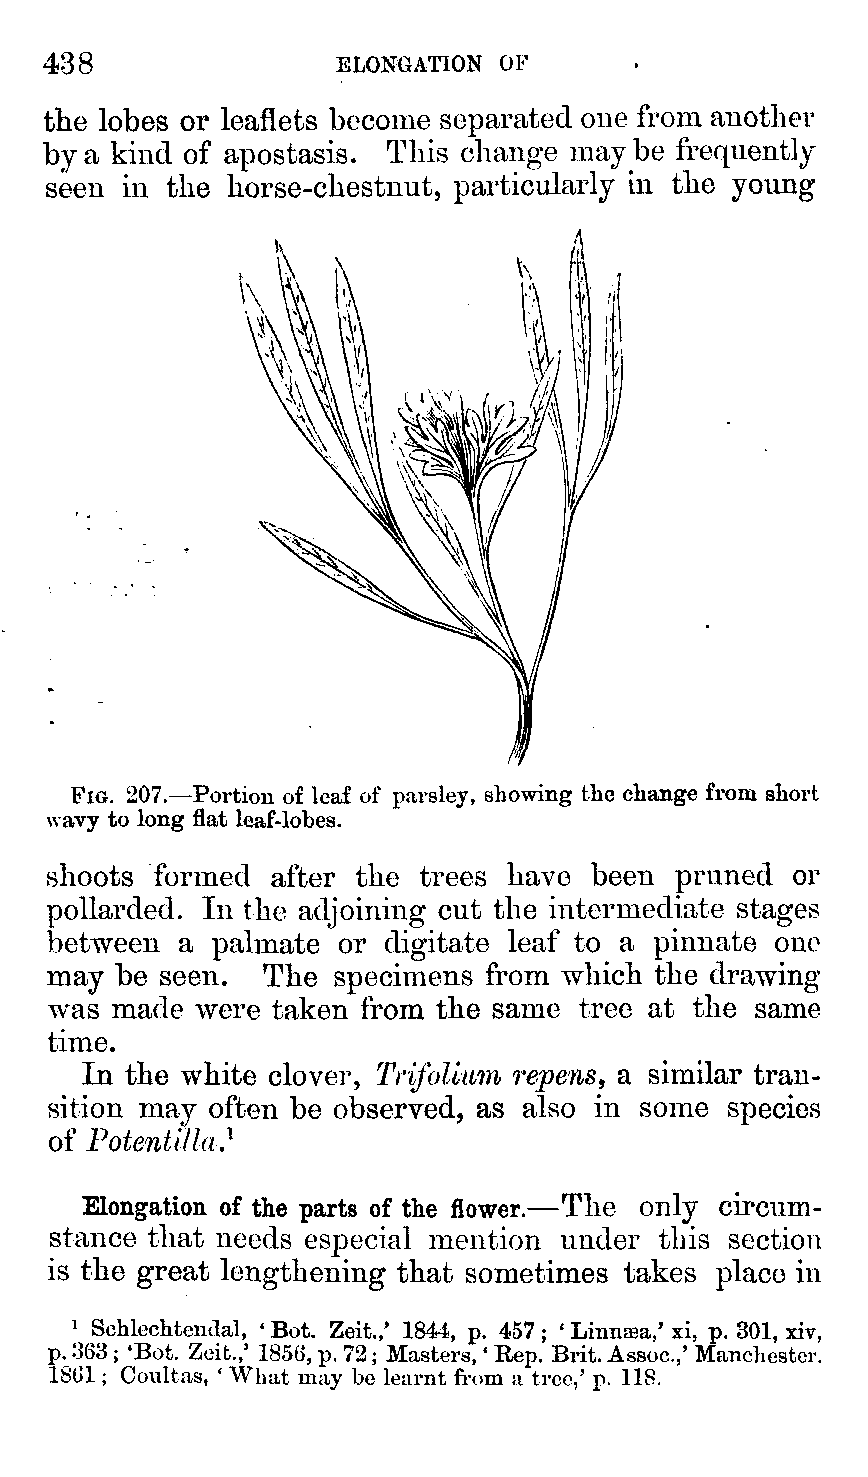 438 ELONGATION OF
the lobes or leaflets become separated one from another
by a kind of apostasis. This change may be frequently
seen in the horse-chestnut, particularly in the young
FIG. 207.—Portion of leaf of parsley, showing the change from short
wavy to long flat leaf-lobes.
shoots formed after the trees have been pruned or
pollarded. In the adjoining cut the intermediate stages
between a palmate or digitate leaf to a pinnate one
may be seen. The specimens from which the drawing
was made were taken from the same tree at the same
time.
In the white clover, Trifolium repens, a similar tran-
sition may often be observed, as also in some species
of Potentilla.¹
Elongation of the parts of the flower.—The only circum-
stance that needs especial mention under this section
is the great lengthening that sometimes takes place in
¹ Schlechtendal, ‘Bot. Zeit.,’ 1844, p. 457; ‘Linnæa,’ xi, p. 301, xiv,
p. 363; ‘Bot. Zeit.,’ 1856, p. 72; Masters, ‘Rep. Brit. Assoc.,’ Manchester.
1861; Coultas, ‘What may be learnt from a tree,’ p. 118.